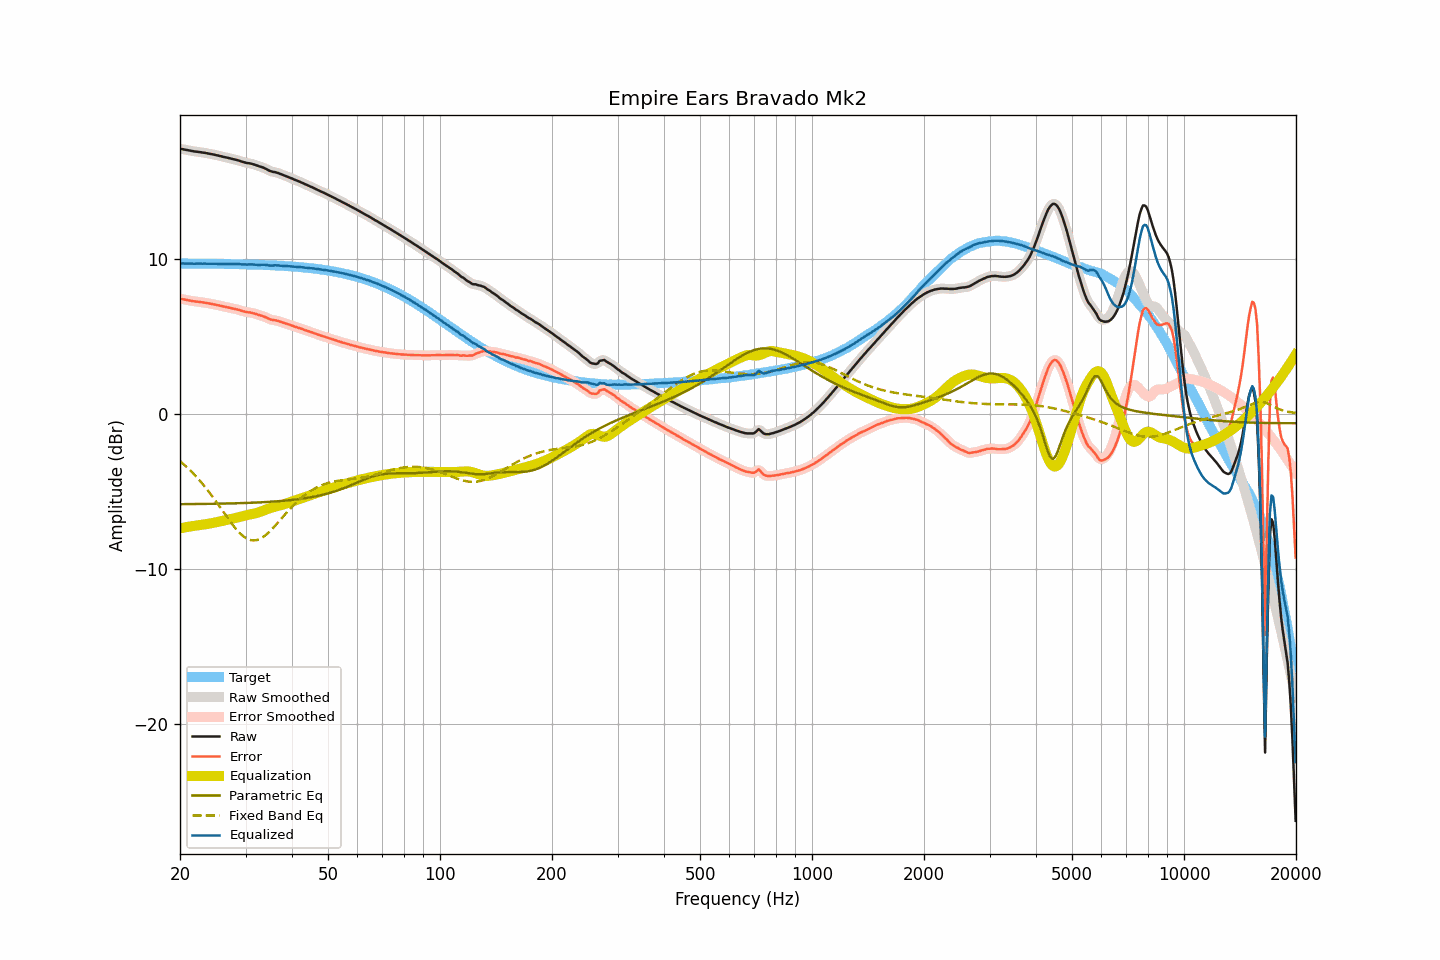 Empire Ears Bravado Mk2
Amplitude (dBr)
10
0
−10
−20
Target
Raw Smoothed
Error Smoothed
Raw
Error
Equalization
Parametric Eq
Fixed Band Eq
Equalized
20 50 100 200 500 1000 2000 5000 10000 20000
Frequency (Hz)